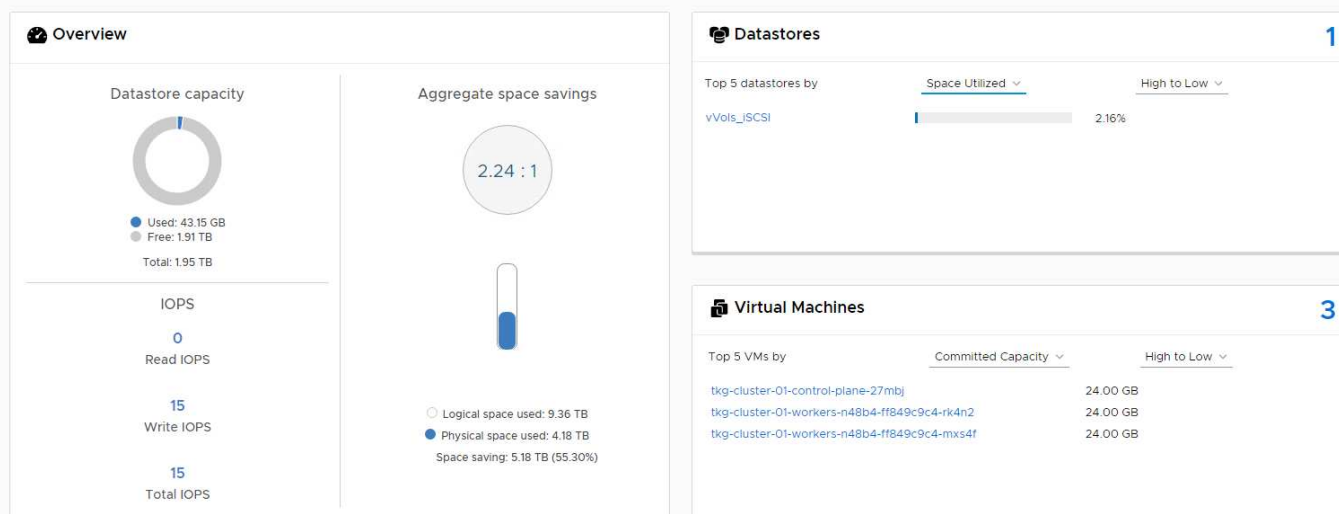 Overview
Datastore capacity
Used: 43.15 GB
Free: 1.91 TB
Total: 1.95 TB
IOPS
0
Read IOPS
15
Write IOPS
15
Total IOPS
Aggregate space savings
2.24 : 1
Logical space used: 9.36 TB
Physical space used: 4.18 TB
Space saving: 5.18 TB (55.30%)
Datastores 1
Top 5 datastores by Space Utilized High to Low
vVols_iSCSI 2.16%
Virtual Machines 3
Top 5 VMs by Committed Capacity High to Low
tkg-cluster-01-control-plane-27mbj 24.00 GB
tkg-cluster-01-workers-n48b4-ff849c9c4-rk4n2 24.00 GB
tkg-cluster-01-workers-n48b4-ff849c9c4-mxs4f 24.00 GB